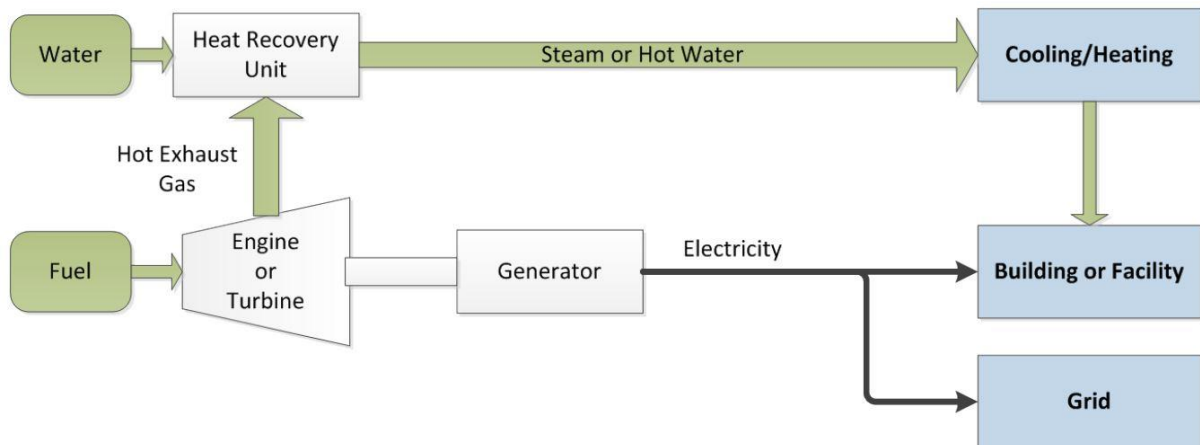 Water
Heat Recovery
Unit
Steam or Hot Water
Cooling/Heating
Hot Exhaust
Gas
Fuel
Engine
or
Turbine
Generator
Electricity
Building or Facility
Grid